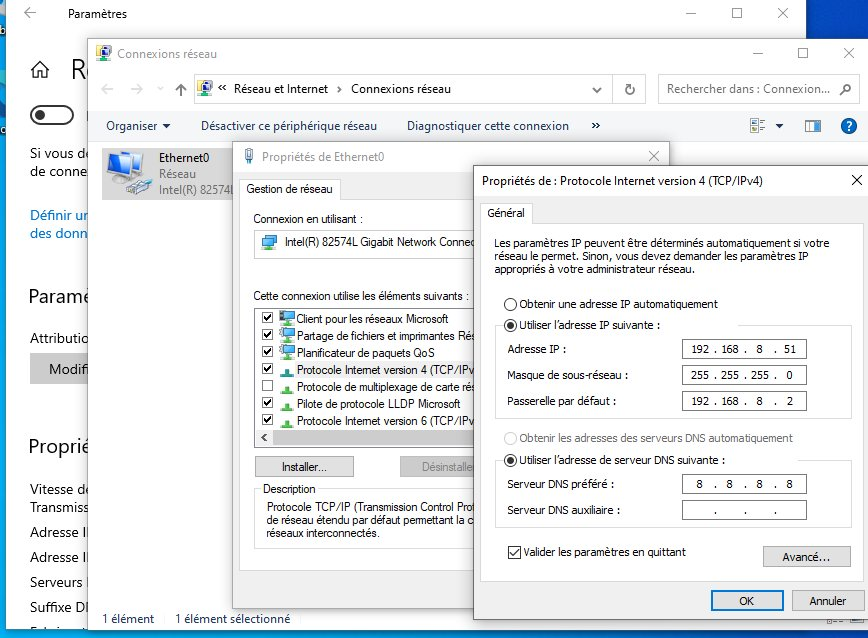 Paramètres
Connexions réseau
« Réseau et Internet > Connexions réseau
Rechercher dans : Connexion...
Organiser
Désactiver ce périphérique réseau
Diagnostiquer cette connexion
»
Si vous de
de conne
Définir un
des donn
Paramè
Attributio
Modifi
Proprié
Vitesse de
Transmiss
Adresse I
Adresse I
Serveurs
Suffixe D
Ethernet0
Réseau
Intel(R) 82574L
1 élément
1 élément sélectionné
Propriétés de Ethernet0
Gestion de réseau
Connexion en utilisant :
Intel(R) 82574L Gigabit Network Connec
Cette connexion utilise les éléments suivants :
Client pour les réseaux Microsoft
Partage de fichiers et imprimantes Rés
Planificateur de paquets QoS
Protocole Internet version 4 (TCP/IPv
Protocole de multiplexage de carte rés
Pilote de protocole LLDP Microsoft
Protocole Internet version 6 (TCP/IPv
Installer...
Désinstalle
Description
Protocole TCP/IP (Transmission Control Prot
de réseau étendu par défaut permettant la c
réseaux interconnectés.
Propriétés de : Protocole Internet version 4 (TCP/IPv4)
Général
Les paramètres IP peuvent être déterminés automatiquement si votre
réseau le permet. Sinon, vous devez demander les paramètres IP
appropriés à votre administrateur réseau.
Obtenir une adresse IP automatiquement
Utiliser l'adresse IP suivante :
Adresse IP : 192 . 168 . 8 . 51
Masque de sous-réseau : 255 . 255 . 255 . 0
Passerelle par défaut : 192 . 168 . 8 . 2
Obtenir les adresses des serveurs DNS automatiquement
Utiliser l'adresse de serveur DNS suivante :
Serveur DNS préféré : 8 . 8 . 8 . 8
Serveur DNS auxiliaire : . . .
Valider les paramètres en quittant
Avancé...
OK
Annuler